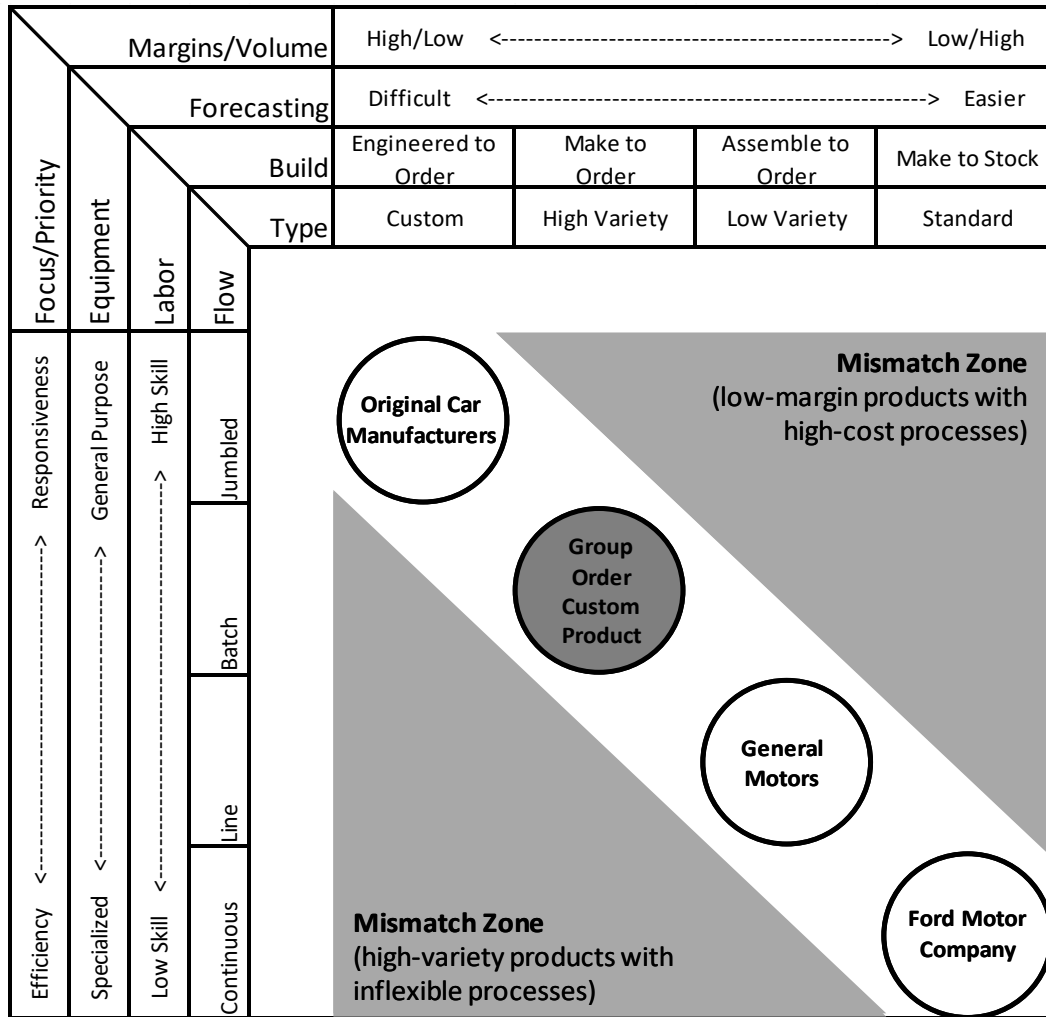 Margins/Volume
High/Low <-----------------------------------------> Low/High
Forecasting
Difficult <--------------------------------------------> Easier
Build
Engineered to
Order
Make to
Order
Assemble to
Order
Make to Stock
Type
Custom
High Variety
Low Variety
Standard
Focus/Priority
Equipment
Labor
Flow
Efficiency <--------------------------> Responsiveness
Specialized <------------------------> General Purpose
Low Skill <--------------------------------> High Skill
Jumbled
Batch
Line
Continuous
Original Car
Manufacturers
Group
Order
Custom
Product
General
Motors
Ford Motor
Company
Mismatch Zone
(low-margin products with
high-cost processes)
Mismatch Zone
(high-variety products with
inflexible processes)